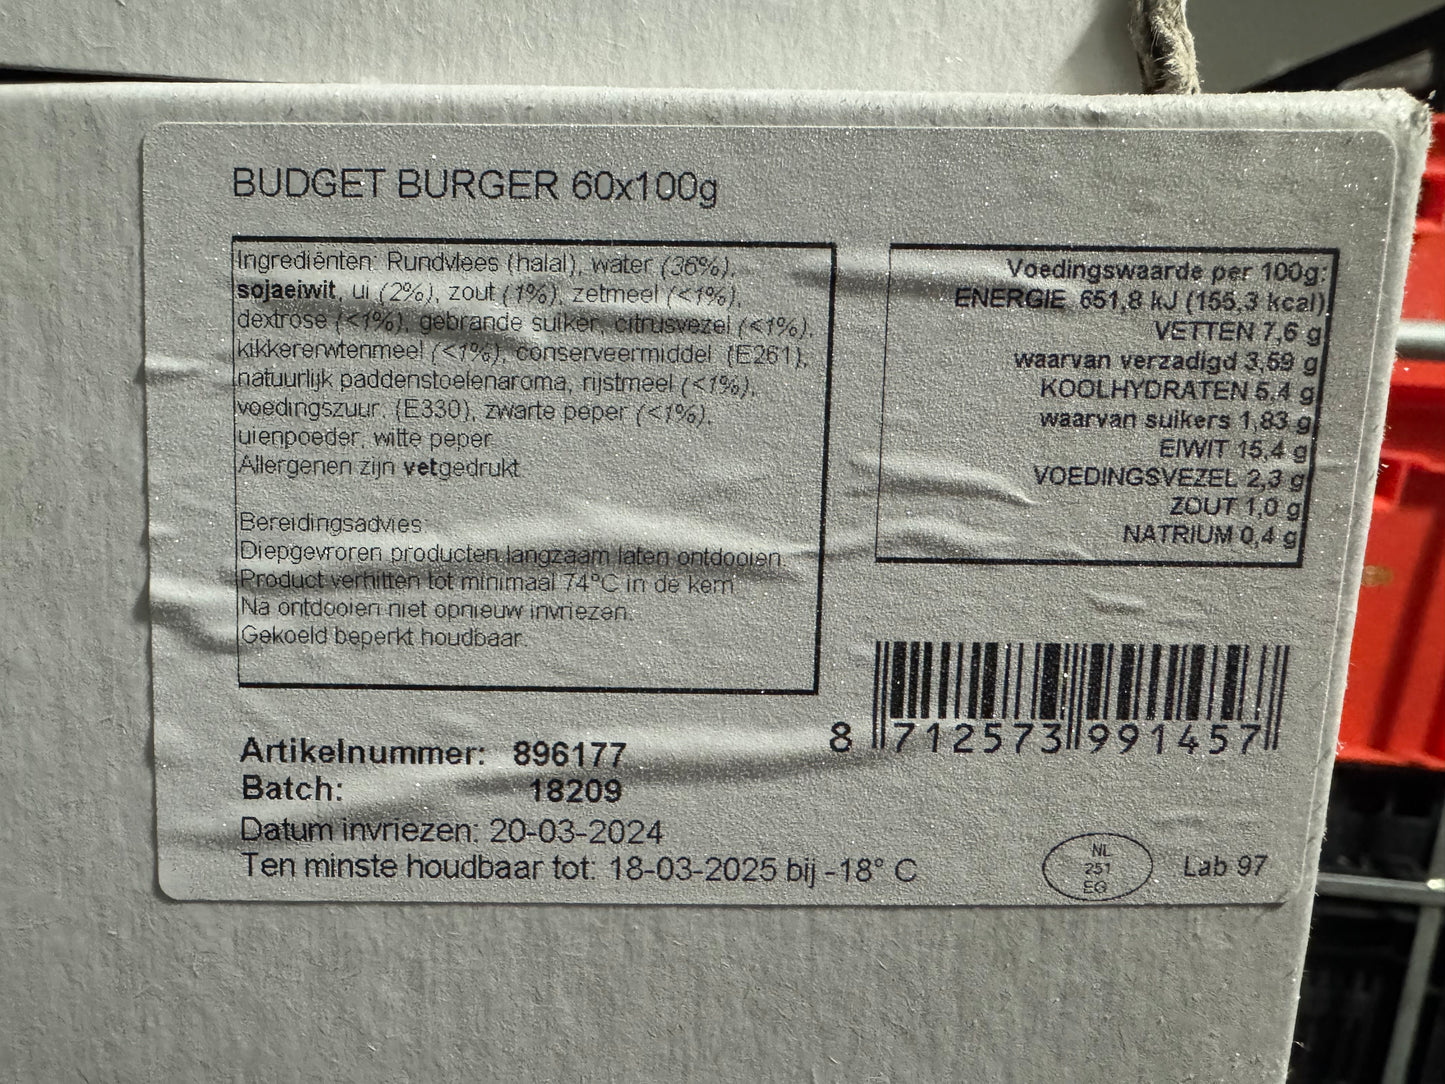 BUDGET BURGER 60x100g
Ingrediënten: Rundvlees (halal), water (36%),
sojaeiwit, ui (2%), zout (1%), zetmeel (<1%),
dextrose (<1%), gebrande suiker, citrusvezel (<1%),
kikkererwtenmeel (<1%), conserveermiddel (E261),
natuurlijk paddenstoelenaroma, rijstmeel (<1%),
voedingszuur: (E330), zwarte peper (<1%),
uienpoeder, witte peper.
Allergenen zijn vetgedrukt
Bereidingsadvies:
Diepgevroren producten langzaam laten ontdooien.
Product verhitten tot minimaal 74°C in de kern
Na ontdooien niet opnieuw invriezen.
Gekoeld beperkt houdbaar.
Voedingswaarde per 100g:
ENERGIE 651,8 kJ (155,3 kcal)
VETTEN 7,6 g
waarvan verzadigd 3,59 g
KOOLHYDRATEN 5,4 g
waarvan suikers 1,83 g
EIWIT 15,4 g
VOEDINGSVEZEL 2,3 g
ZOUT 1,0 g
NATRIUM 0,4 g
8 712573 991457
Artikelnummer: 896177
Batch: 18209
Datum invriezen: 20-03-2024
Ten minste houdbaar tot: 18-03-2025 bij -18° C
NL
251
EG
Lab 97